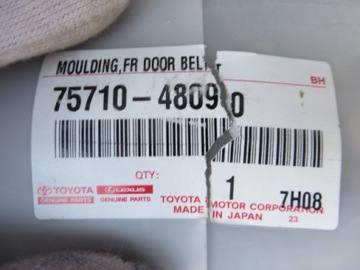 MOULDING,FR DOOR BELT
BH
75710-48090
QTY:
1
7H08
TOYOTA
GENUINE PARTS
LEXUS
GENUINE PARTS
TOYOTA MOTOR CORPORATION
MADE IN JAPAN
23